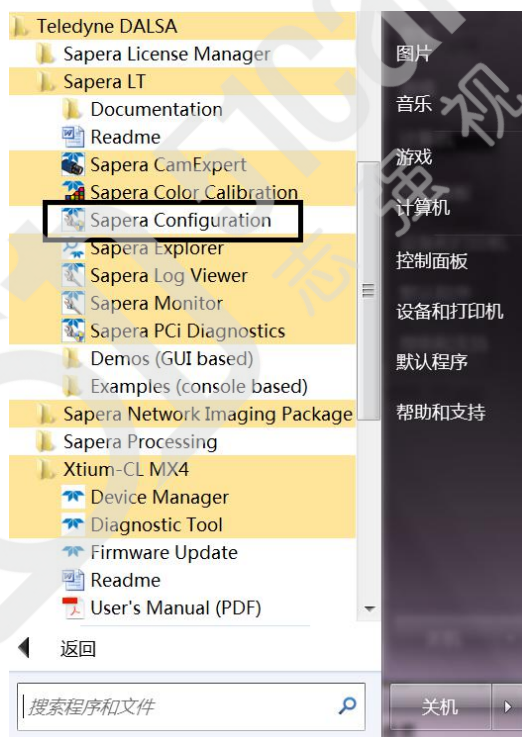 Teledyne DALSA
Sapera License Manager
Sapera LT
Documentation
Readme
Sapera CamExpert
Sapera Color Calibration
Sapera Configuration
Sapera Explorer
Sapera Log Viewer
Sapera Monitor
Sapera PCi Diagnostics
Demos (GUI based)
Examples (console based)
Sapera Network Imaging Package
Sapera Processing
Xtium-CL MX4
Device Manager
Diagnostic Tool
Firmware Update
Readme
User's Manual (PDF)
返回
搜索程序和文件
图片
音乐
游戏
计算机
控制面板
设备和打印机
默认程序
帮助和支持
关机
志强视